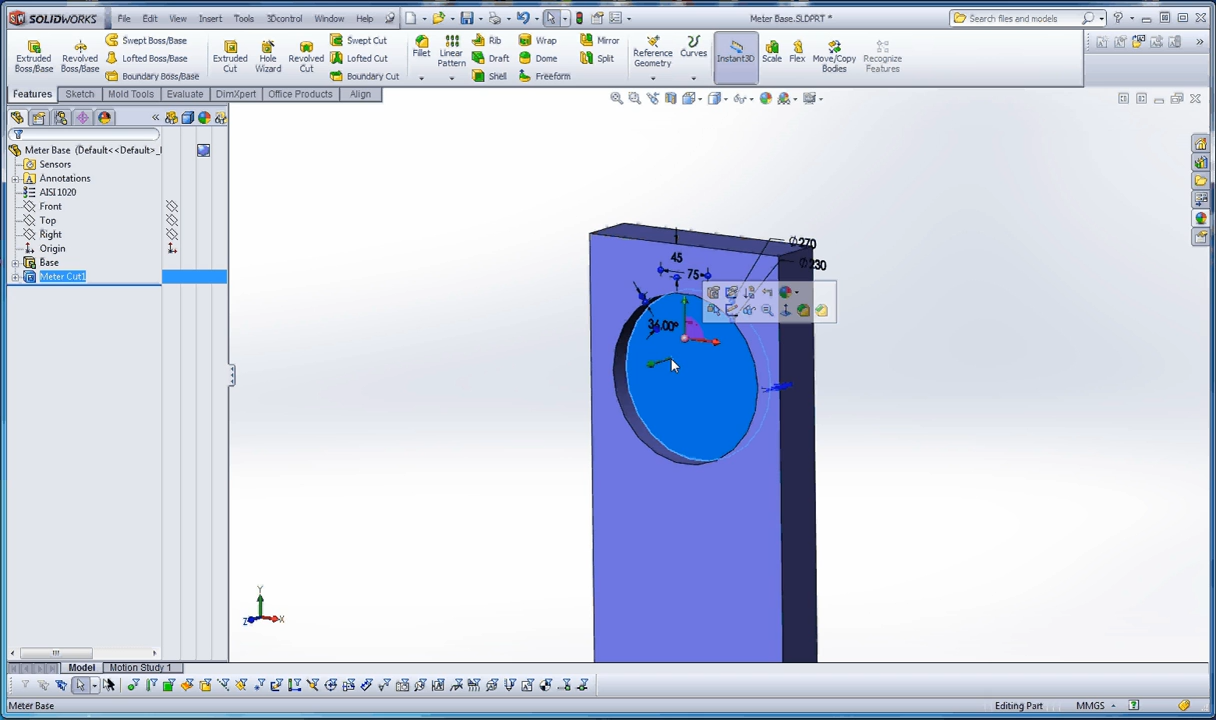 SOLIDWORKS File Edit View Insert Tools 3Dcontrol Window Help Meter Base.SLDPRT * Search files and models
Extruded Boss/Base
Revolved Boss/Base
Swept Boss/Base
Lofted Boss/Base
Boundary Boss/Base
Extruded Cut
Hole Wizard
Revolved Cut
Swept Cut
Lofted Cut
Boundary Cut
Fillet
Linear Pattern
Rib
Draft
Shell
Wrap
Dome
Freeform
Mirror
Split
Reference Geometry
Curves
Instant3D
Scale
Flex
Move/Copy Bodies
Recognize Features
Features Sketch Mold Tools Evaluate DimXpert Office Products Align
Meter Base (Default<<Default>_
Sensors
Annotations
AISI 1020
Front
Top
Right
Origin
Base
Meter Cut1
Ø270
45
Ø230
75
36.00°
Y
Z X
Model Motion Study 1
Meter Base Editing Part MMGS